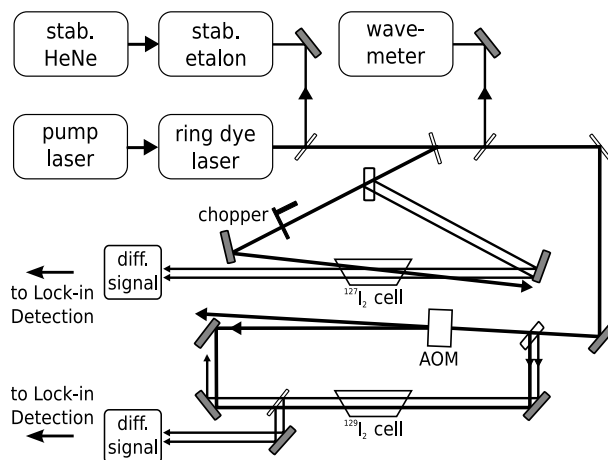 stab.
HeNe
stab.
etalon
wave-
meter
pump
laser
ring dye
laser
chopper
diff.
signal
to Lock-in
Detection
¹²⁷I₂ cell
AOM
to Lock-in
Detection
diff.
signal
¹²⁹I₂ cell